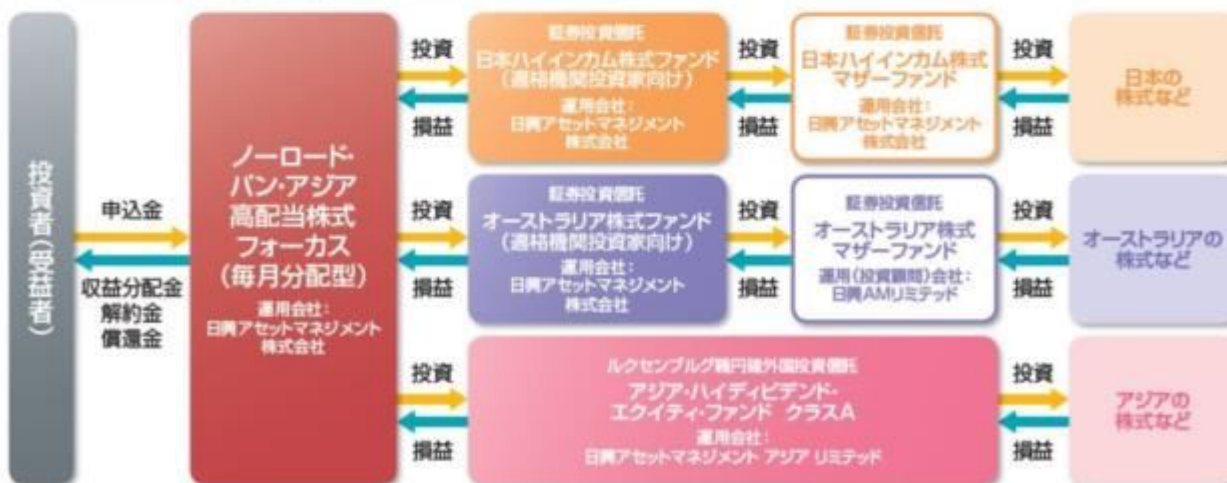 投資者(受益者)
申込金
収益分配金
解約金
償還金
ノーロード・
パン・アジア
高配当株式
フォーカス
(毎月分配型)
運用会社:
日興アセットマネジメント
株式会社
投資
損益
証券投資信託
日本ハイインカム株式ファンド
(適格機関投資家向け)
運用会社:
日興アセットマネジメント
株式会社
投資
損益
証券投資信託
日本ハイインカム株式
マザーファンド
運用会社:
日興アセットマネジメント
株式会社
投資
損益
日本の
株式など
投資
損益
証券投資信託
オーストラリア株式ファンド
(適格機関投資家向け)
運用会社:
日興アセットマネジメント
株式会社
投資
損益
証券投資信託
オーストラリア株式
マザーファンド
運用(投資顧問)会社:
日興AMリミテッド
投資
損益
オーストラリアの
株式など
投資
損益
ルクセンブルグ籍円建外国投資信託
アジア・ハイディビデンド・
エクイティ・ファンド クラスA
運用会社:
日興アセットマネジメント アジア リミテッド
投資
損益
アジアの
株式など